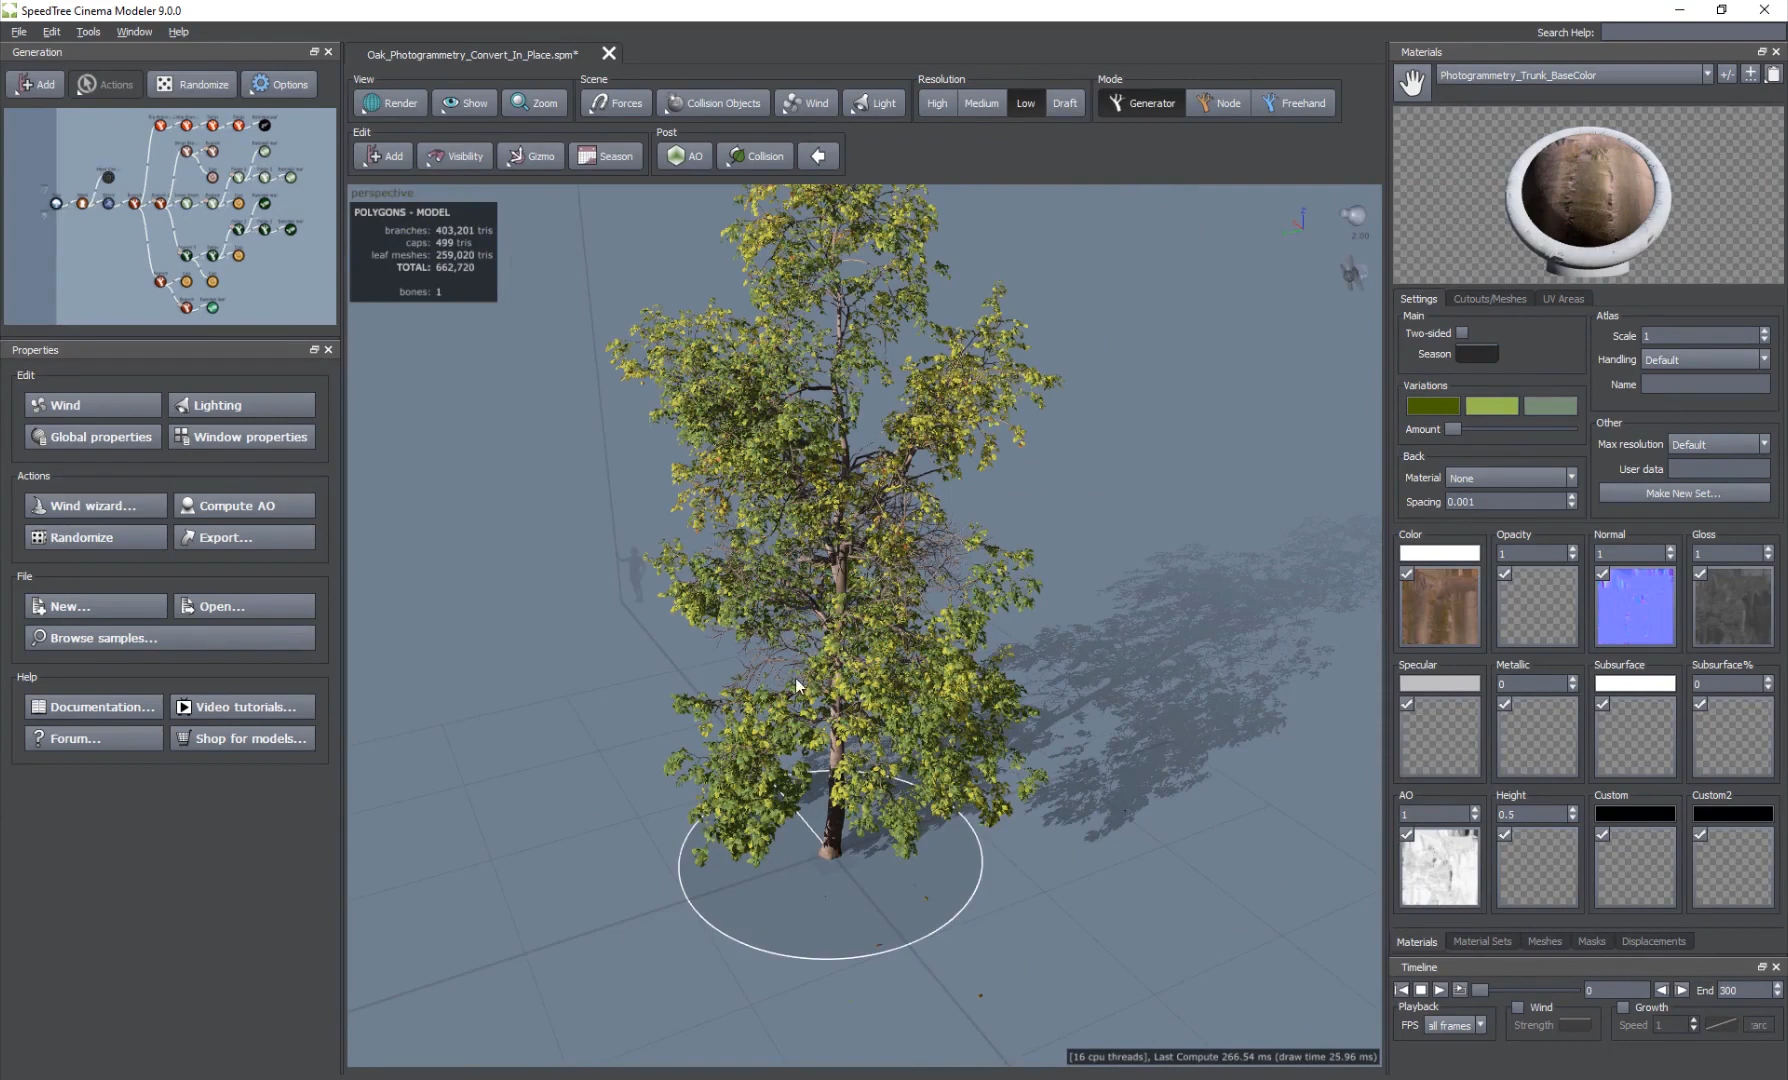 SpeedTree Cinema Modeler 9.0.0
File Edit Tools Window Help
Search Help:
Generation
Add Actions Randomize Options
Properties
Edit
Wind Lighting
Global properties Window properties
Actions
Wind wizard... Compute AO
Randomize Export...
File
New... Open...
Browse samples...
Help
Documentation... Video tutorials...
Forum... Shop for models...
Oak_Photogrammetry_Convert_In_Place.spm*
View Scene Resolution Mode
Render Show Zoom Forces Collision Objects Wind Light High Medium Low Draft Generator Node Freehand
Edit Post
Add Visibility Gizmo Season AO Collision
perspective
POLYGONS - MODEL
branches: 403,201 tris
caps: 499 tris
leaf meshes: 259,020 tris
TOTAL: 662,720
bones: 1
2.00
[16 cpu threads], Last Compute 266.54 ms (draw time 25.96 ms)
Materials
Photogrammetry_Trunk_BaseColor
+/-
Settings Cutouts/Meshes UV Areas
Main
Two-sided
Season
Variations
Amount
Back
Material None
Spacing 0.001
Atlas
Scale 1
Handling Default
Name
Other
Max resolution Default
User data
Make New Set...
Color Opacity Normal Gloss
1 1 1
Specular Metallic Subsurface Subsurface%
0 0
AO Height Custom Custom2
1 0.5
Materials Material Sets Meshes Masks Displacements
Timeline
0 End 300
Playback Wind Growth
FPS all frames Strength Speed 1 arc